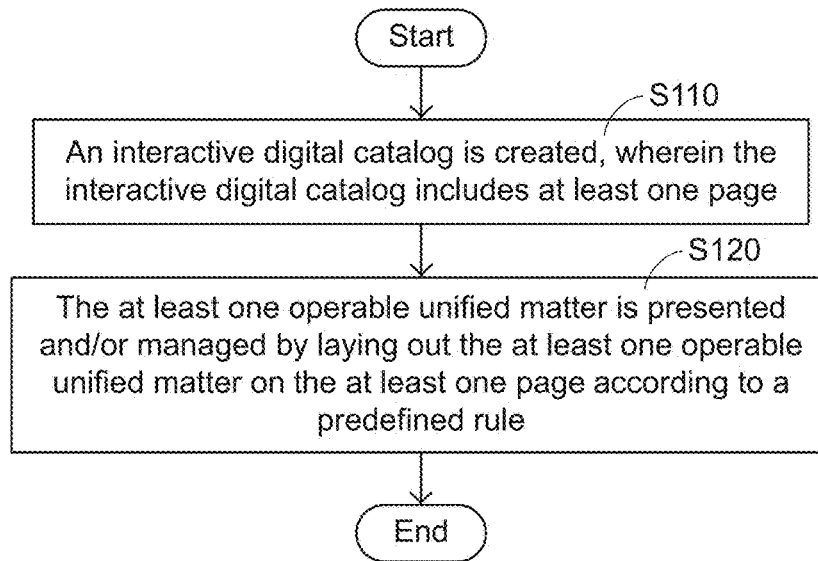 Start
S110
An interactive digital catalog is created, wherein the
interactive digital catalog includes at least one page
S120
The at least one operable unified matter is presented
and/or managed by laying out the at least one operable
unified matter on the at least one page according to a
predefined rule
End